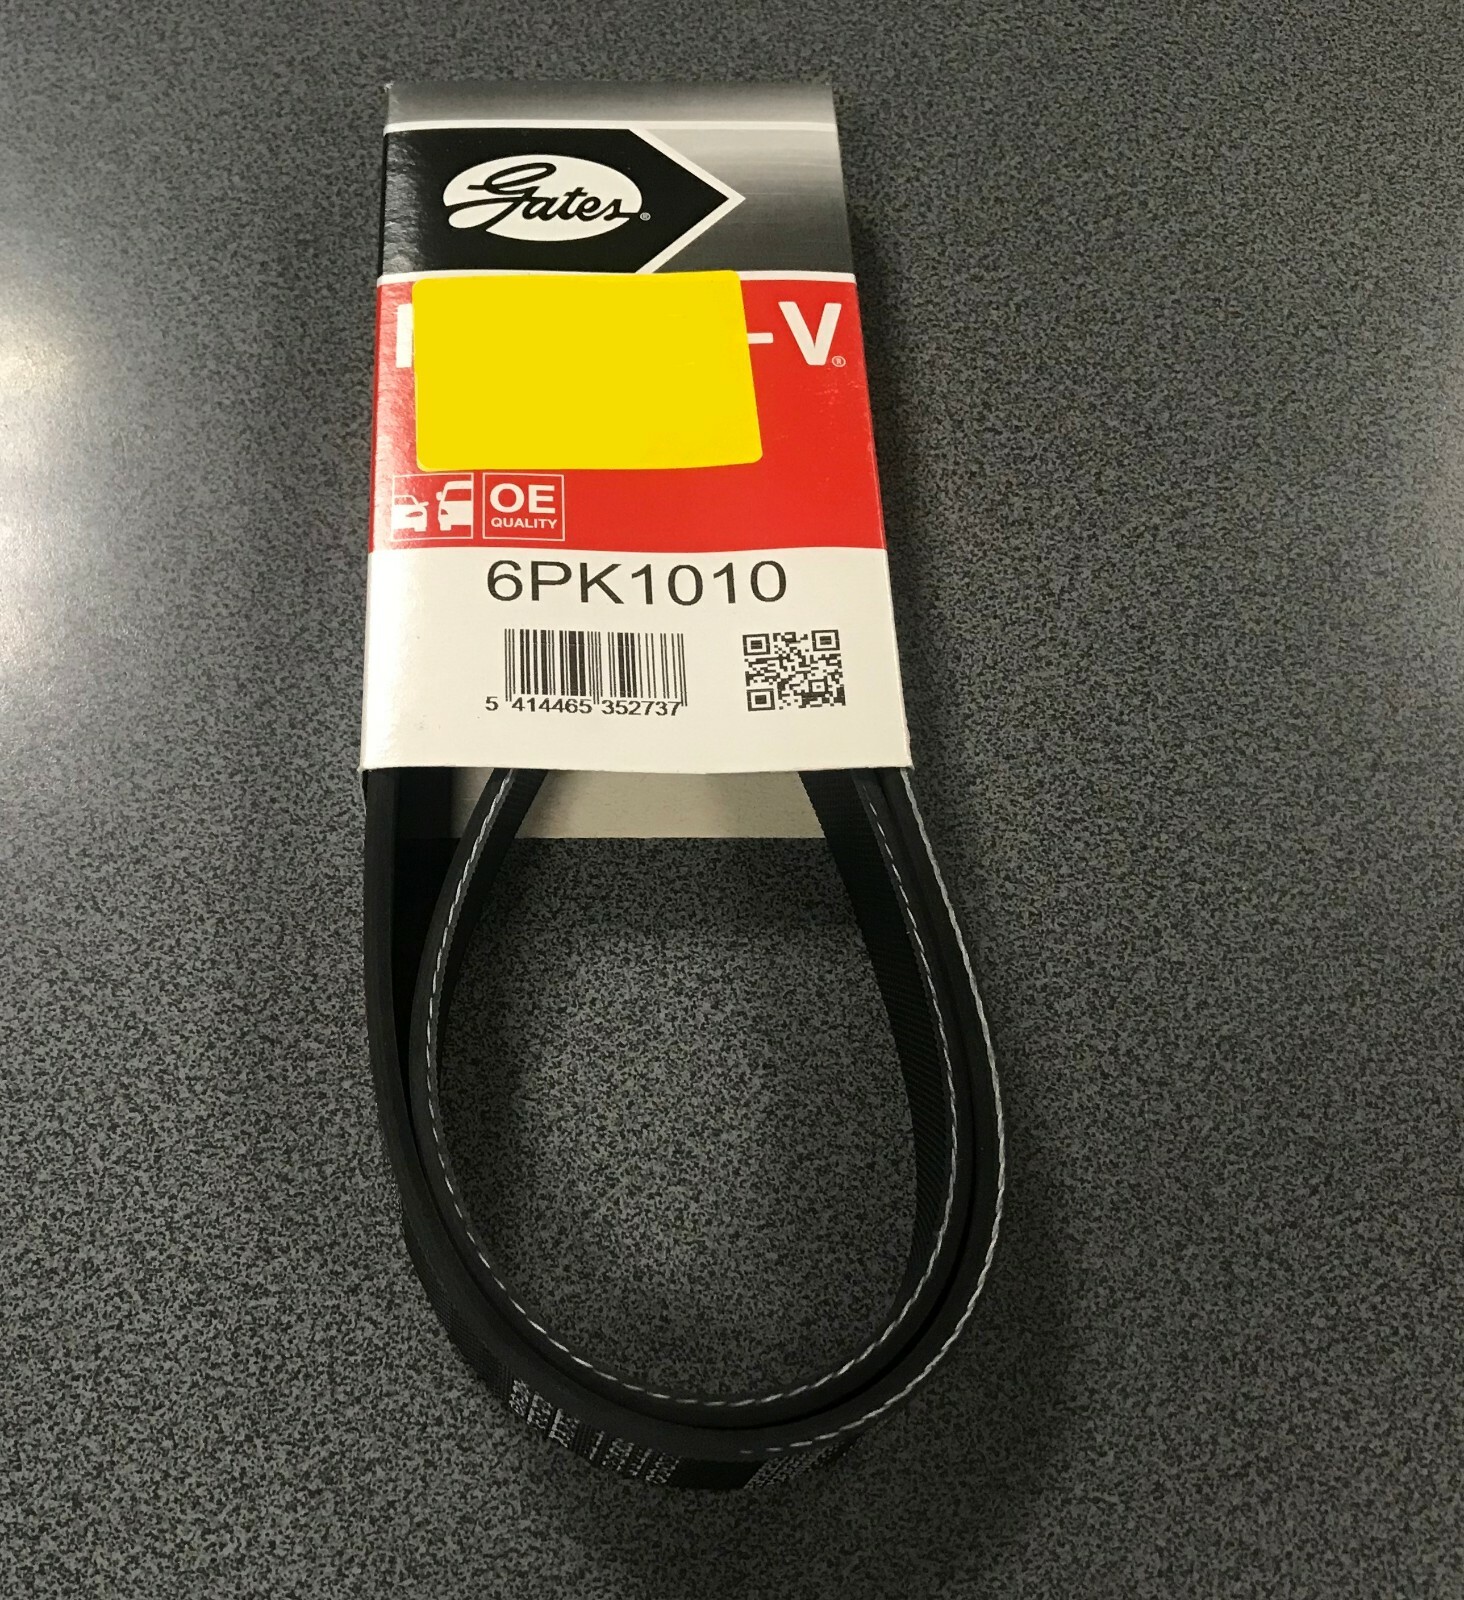 Gates®
-V®
OE
QUALITY
6PK1010
5 414465 352737